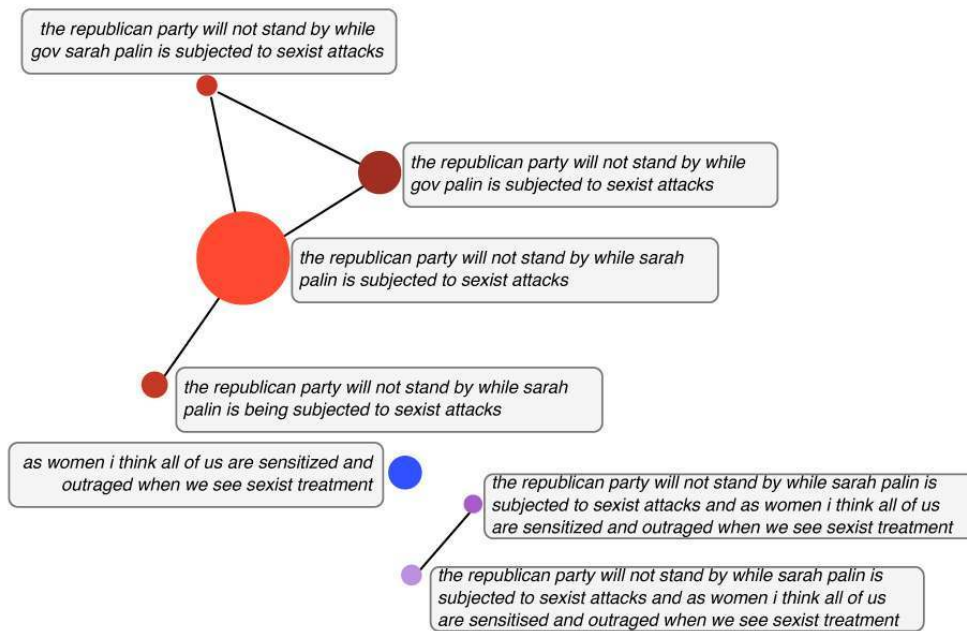 the republican party will not stand by while
gov sarah palin is subjected to sexist attacks
the republican party will not stand by while
gov palin is subjected to sexist attacks
the republican party will not stand by while sarah
palin is subjected to sexist attacks
the republican party will not stand by while sarah
palin is being subjected to sexist attacks
as women i think all of us are sensitized and
outraged when we see sexist treatment
the republican party will not stand by while sarah palin is
subjected to sexist attacks and as women i think all of us
are sensitized and outraged when we see sexist treatment
the republican party will not stand by while sarah palin is
subjected to sexist attacks and as women i think all of us
are sensitised and outraged when we see sexist treatment